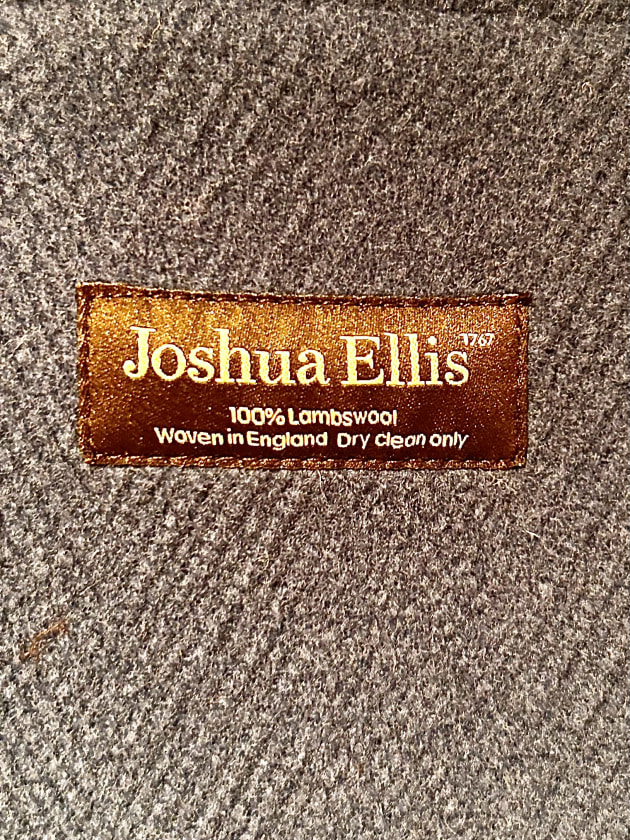 Joshua Ellis 1767
100% Lambswool
Woven in England Dry clean only